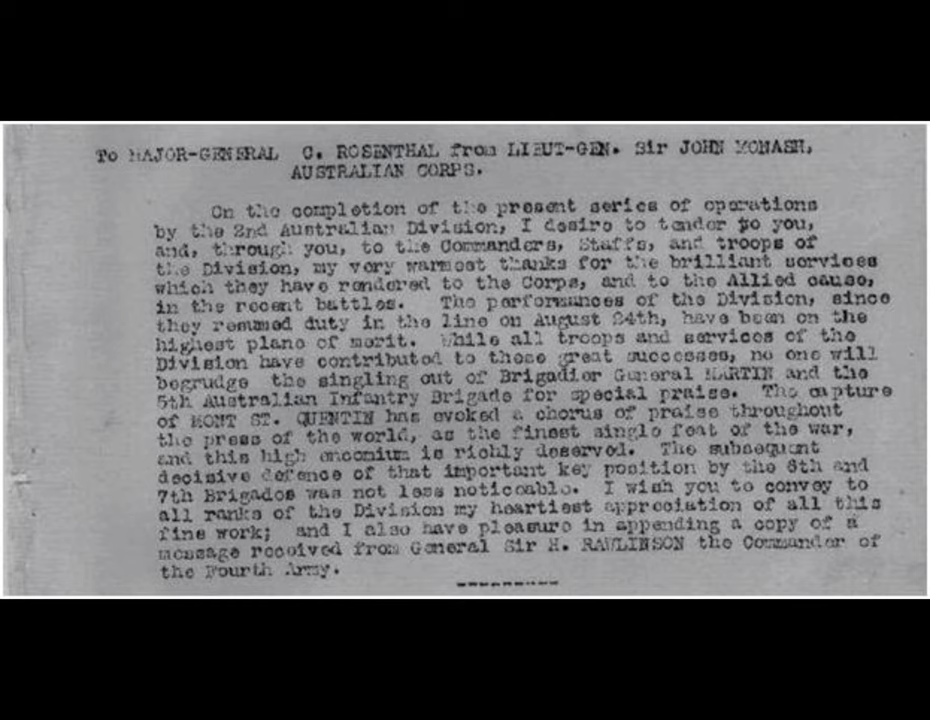 To MAJOR-GENERAL C. ROSENTHAL from LIEUT-GEN. Sir JOHN MONASH,
AUSTRALIAN CORPS.
On the completion of the present series of operations
by the 2nd Australian Division, I desire to tender to you,
and, through you, to the Commanders, Staffs, and troops of
the Division, my very warmest thanks for the brilliant services
which they have rendered to the Corps, and to the Allied cause,
in the recent battles. The performances of the Division, since
they resumed duty in the line on August 24th, have been on the
highest plane of merit. While all troops and services of the
Division have contributed to these great successes, no one will
begrudge the singling out of Brigadier General MARTIN and the
5th Australian Infantry Brigade for special praise. The capture
of MONT ST. QUENTIN has evoked a chorus of praise throughout
the press of the world, as the finest single feat of the war,
and this high encomium is richly deserved. The subsequent
decisive defence of that important key position by the 6th and
7th Brigades was not less noticeable. I wish you to convey to
all ranks of the Division my heartiest appreciation of all this
fine work; and I also have pleasure in appending a copy of a
message received from General Sir H. RAWLINSON the Commander of
the Fourth Army.
----------